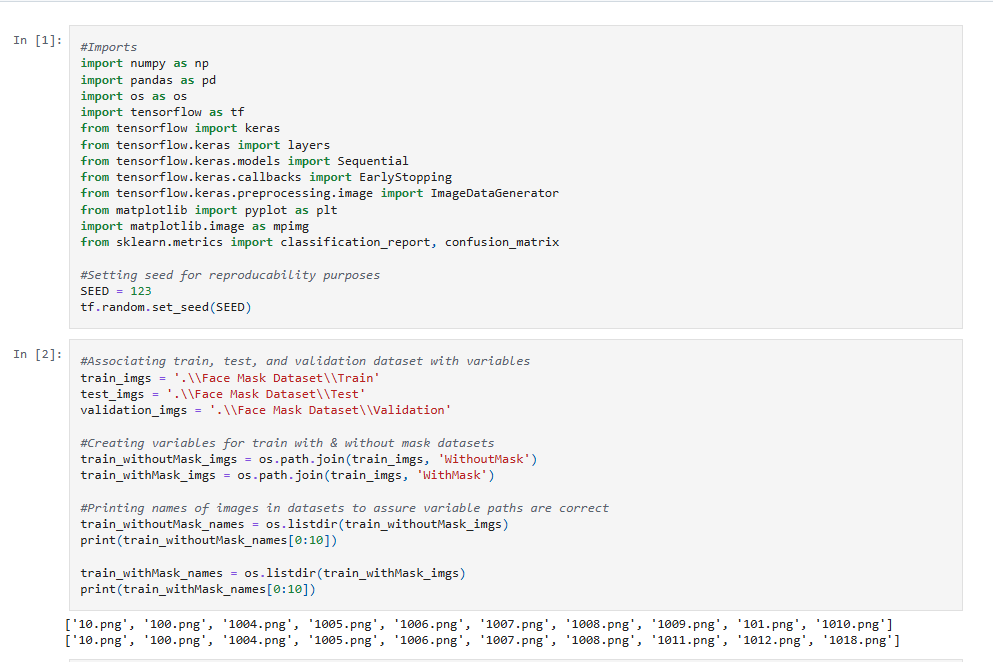 In [1]:
#Imports
import numpy as np
import pandas as pd
import os as os
import tensorflow as tf
from tensorflow import keras
from tensorflow.keras import layers
from tensorflow.keras.models import Sequential
from tensorflow.keras.callbacks import EarlyStopping
from tensorflow.keras.preprocessing.image import ImageDataGenerator
from matplotlib import pyplot as plt
import matplotlib.image as mpimg
from sklearn.metrics import classification_report, confusion_matrix

#Setting seed for reproducability purposes
SEED = 123
tf.random.set_seed(SEED)

In [2]:
#Associating train, test, and validation dataset with variables
train_imgs = '.\\Face Mask Dataset\\Train'
test_imgs = '.\\Face Mask Dataset\\Test'
validation_imgs = '.\\Face Mask Dataset\\Validation'

#Creating variables for train with & without mask datasets
train_withoutMask_imgs = os.path.join(train_imgs, 'WithoutMask')
train_withMask_imgs = os.path.join(train_imgs, 'WithMask')

#Printing names of images in datasets to assure variable paths are correct
train_withoutMask_names = os.listdir(train_withoutMask_imgs)
print(train_withoutMask_names[0:10])

train_withMask_names = os.listdir(train_withMask_imgs)
print(train_withMask_names[0:10])

['10.png', '100.png', '1004.png', '1005.png', '1006.png', '1007.png', '1008.png', '1009.png', '101.png', '1010.png']
['10.png', '100.png', '1004.png', '1005.png', '1006.png', '1007.png', '1008.png', '1011.png', '1012.png', '1018.png']